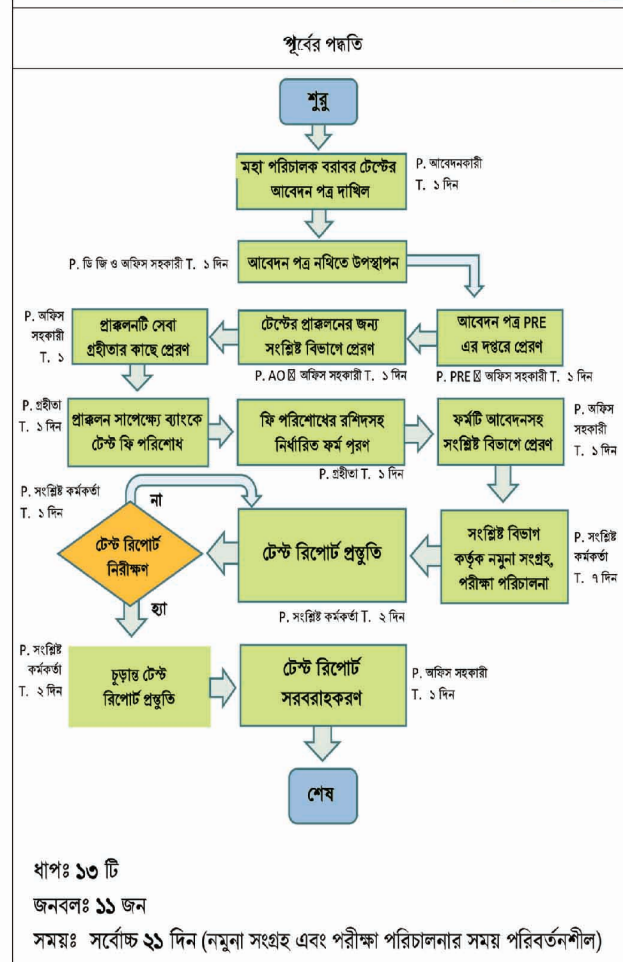 পূর্বের পদ্ধতি
শুরু
মহা পরিচালক বরাবর টেস্টের
আবেদন পত্র দাখিল
P. আবেদনকারী
T. ১ দিন
P. ডি জি ও অফিস সহকারী T. ১ দিন
আবেদন পত্র নথিতে উপস্থাপন
P. অফিস
সহকারী
T. ১
প্রাক্কলনটি সেবা
গ্রহীতার কাছে প্রেরণ
টেস্টের প্রাক্কলনের জন্য
সংশ্লিষ্ট বিভাগে প্রেরণ
আবেদন পত্র PRE
এর দপ্তরে প্রেরণ
P. AO অফিস সহকারী T. ১ দিন
P. PRE অফিস সহকারী T. ১ দিন
P. গ্রহীতা
T. ১ দিন
প্রাক্কলন সাপেক্ষ্যে ব্যাংকে
টেস্ট ফি পরিশোধ
ফি পরিশোধের রশিদসহ
নির্ধারিত ফর্ম পূরণ
ফর্মটি আবেদনসহ
সংশ্লিষ্ট বিভাগে প্রেরণ
P. অফিস
সহকারী
T. ১ দিন
P. গ্রহীতা T. ১ দিন
P. সংশ্লিষ্ট কর্মকর্তা
T. ১ দিন
না
টেস্ট রিপোর্ট
নিরীক্ষণ
টেস্ট রিপোর্ট প্রস্তুতি
সংশ্লিষ্ট বিভাগ
কর্তৃক নমুনা সংগ্রহ,
পরীক্ষা পরিচালনা
P. সংশ্লিষ্ট
কর্মকর্তা
T. ৭ দিন
হ্যা
P. সংশ্লিষ্ট কর্মকর্তা T. ২ দিন
P. সংশ্লিষ্ট
কর্মকর্তা
T. ২ দিন
চূড়ান্ত টেস্ট
রিপোর্ট প্রস্তুতি
টেস্ট রিপোর্ট
সরবরাহকরণ
P. অফিস সহকারী
T. ১ দিন
শেষ
ধাপঃ ১৩ টি
জনবলঃ ১১ জন
সময়ঃ সর্বোচ্চ ২১ দিন (নমুনা সংগ্রহ এবং পরীক্ষা পরিচালনার সময় পরিবর্তনশীল)